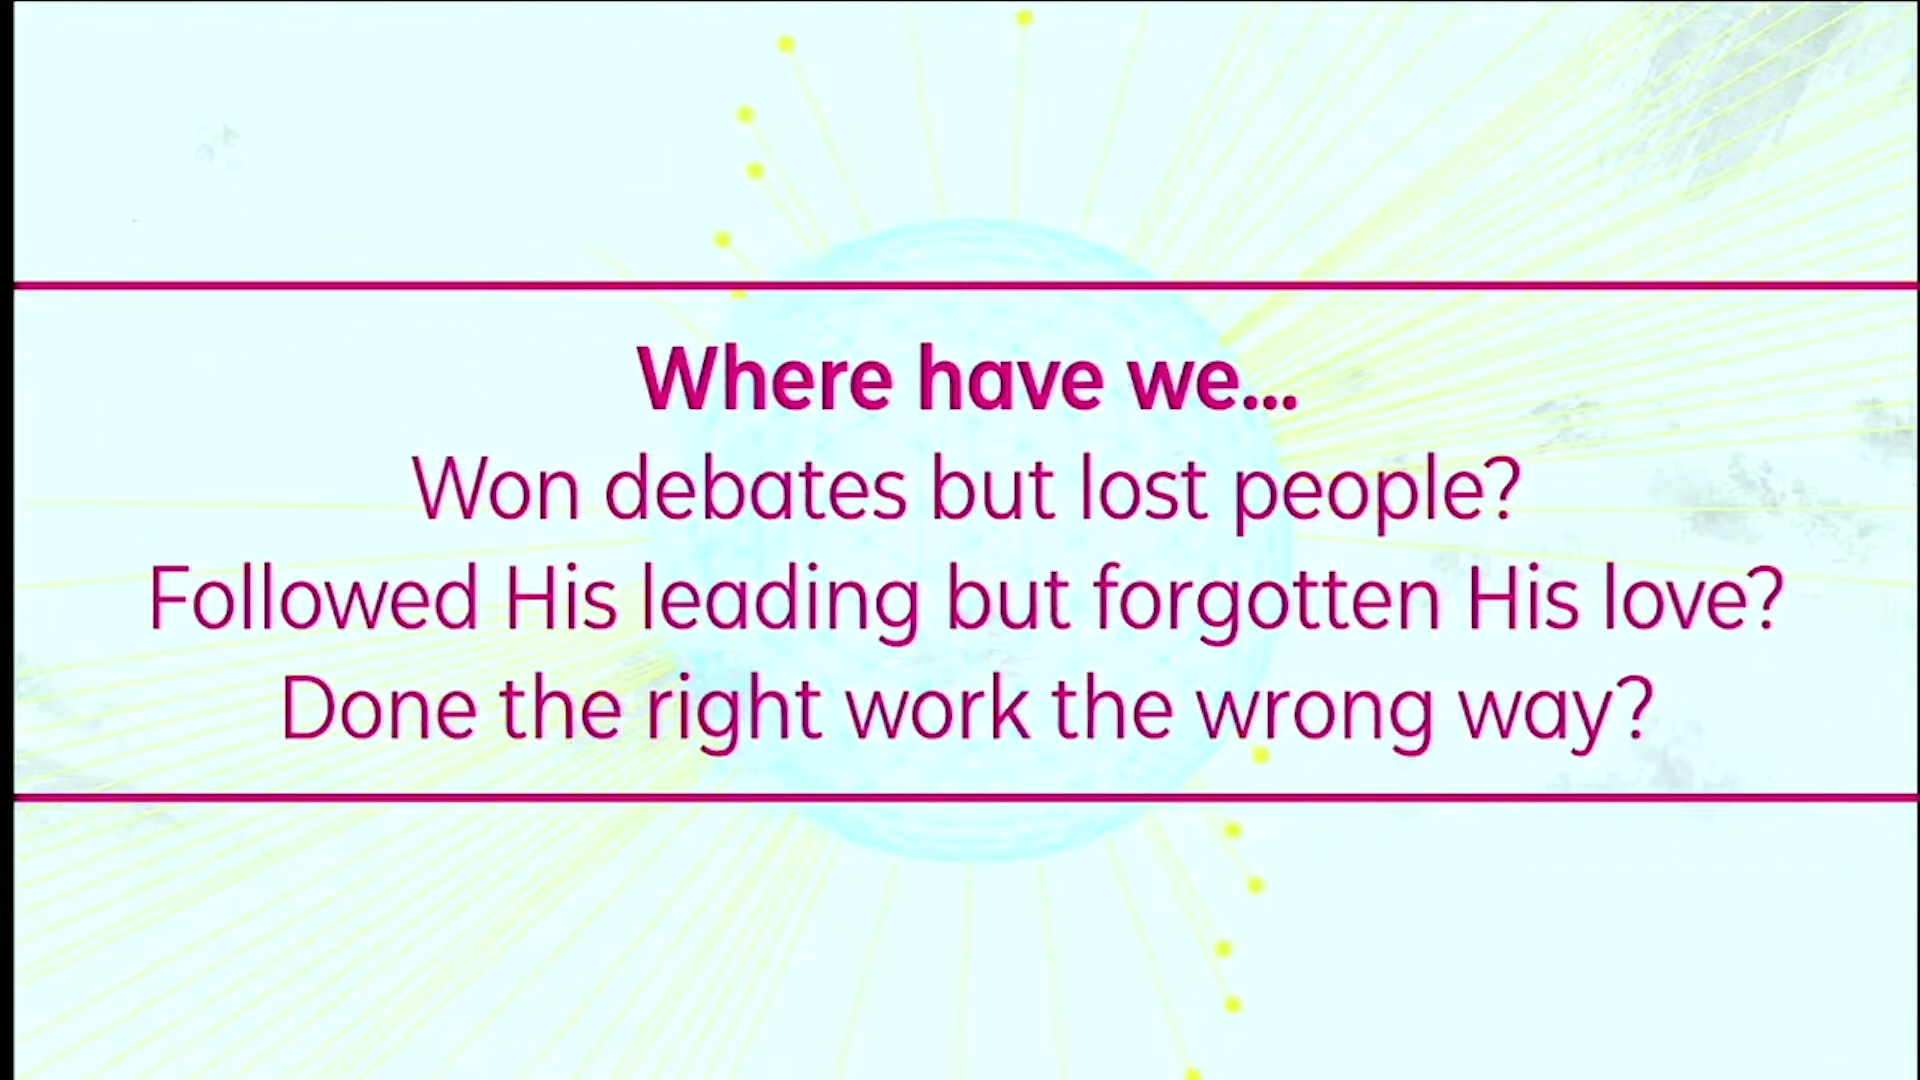 Where have we...
Won debates but lost people?
Followed His leading but forgotten His love?
Done the right work the wrong way?